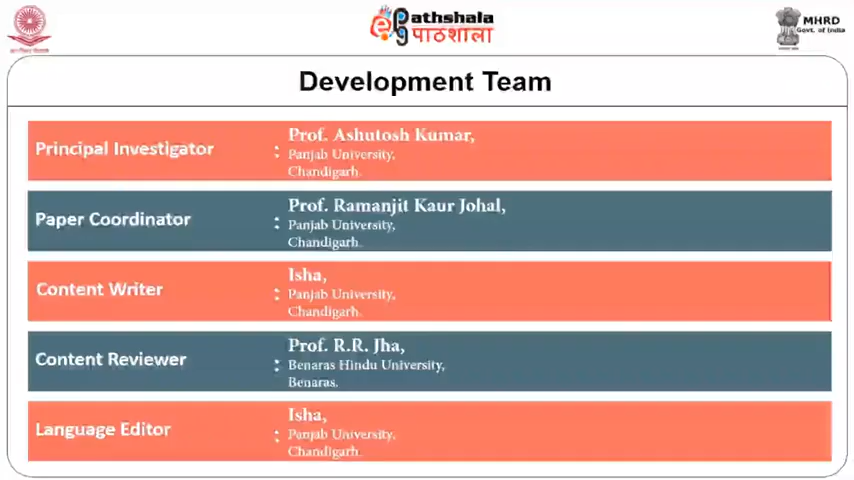 ePathshala
पाठशाला
MHRD
Govt. of India
Development Team
Principal Investigator : Prof. Ashutosh Kumar,
Panjab University,
Chandigarh.
Paper Coordinator : Prof. Ramanjit Kaur Johal,
Panjab University,
Chandigarh.
Content Writer : Isha,
Panjab University,
Chandigarh.
Content Reviewer : Prof. R.R. Jha,
Benaras Hindu University,
Benaras.
Language Editor : Isha,
Panjab University,
Chandigarh.